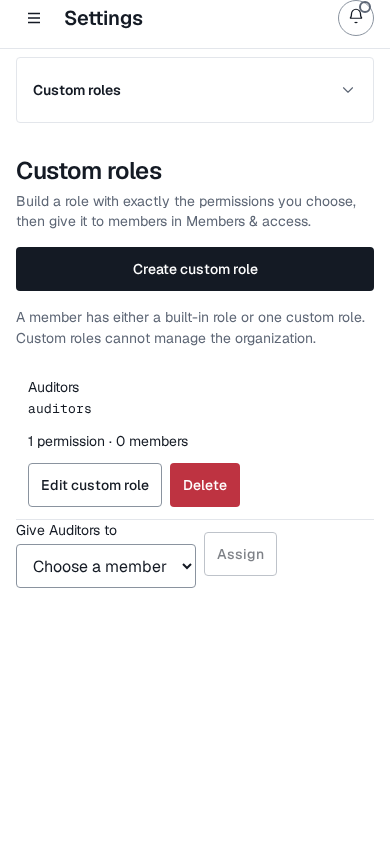 Settings
Custom roles
Custom roles
Build a role with exactly the permissions you choose,
then give it to members in Members & access.
Create custom role
A member has either a built-in role or one custom role.
Custom roles cannot manage the organization.
Auditors
auditors
1 permission · 0 members
Edit custom role Delete
Give Auditors to
Choose a member Assign